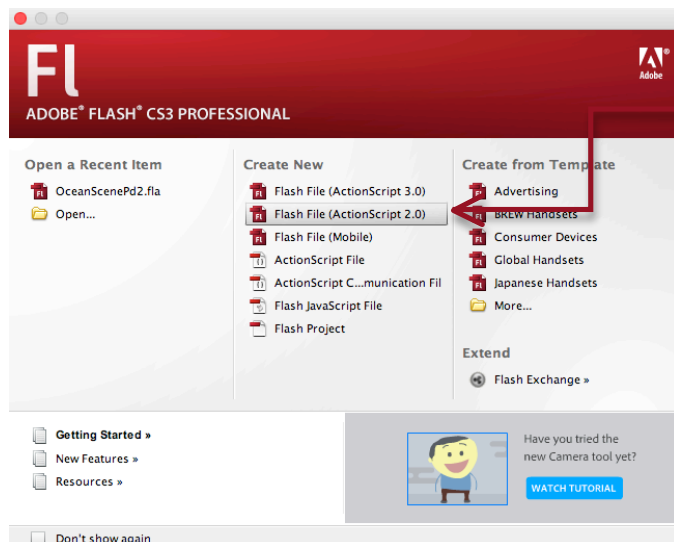 Fl
Adobe
ADOBE® FLASH® CS3 PROFESSIONAL
Open a Recent Item
OceanScenePd2.fla
Open...
Create New
Flash File (ActionScript 3.0)
Flash File (ActionScript 2.0)
Flash File (Mobile)
ActionScript File
ActionScript C...munication Fil
Flash JavaScript File
Flash Project
Create from Template
Advertising
BREW Handsets
Consumer Devices
Global Handsets
Japanese Handsets
More...
Extend
Flash Exchange »
Getting Started »
New Features »
Resources »
Have you tried the
new Camera tool yet?
WATCH TUTORIAL
Don't show again